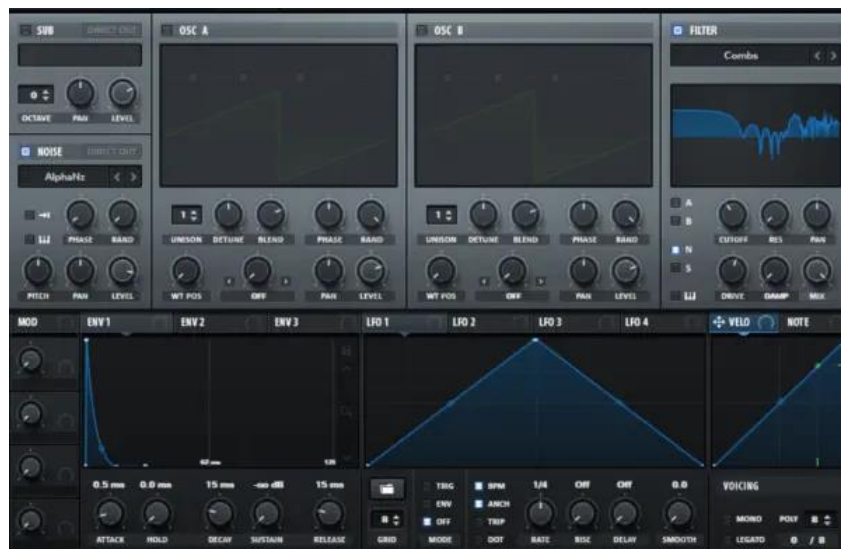 SUB DIRECT OUT
OSC A
OSC B
FILTER
Combs
0
OCTAVE PAN LEVEL
NOISE DIRECT OUT
AlphaNz
PHASE RAND
PITCH PAN LEVEL
1
UNISON DETUNE BLEND PHASE RAND
WT POS OFF PAN LEVEL
1
UNISON DETUNE BLEND PHASE RAND
WT POS OFF PAN LEVEL
A
B
N
S
CUTOFF RES PAN
DRIVE DAMP MIX
MOD ENV 1 ENV 2 ENV 3 LFO 1 LFO 2 LFO 3 LFO 4 VELO NOTE
0.5 ms 0.0 ms 15 ms -oo dB 15 ms
ATTACK HOLD DECAY SUSTAIN RELEASE
8
GRID
TRIG
ENV
OFF
MODE
BPM
ANCH
TRIP
DOT
1/4 Off Off 0.0
RATE RISE DELAY SMOOTH
VOICING
MONO POLY 8
LEGATO 0 / 8